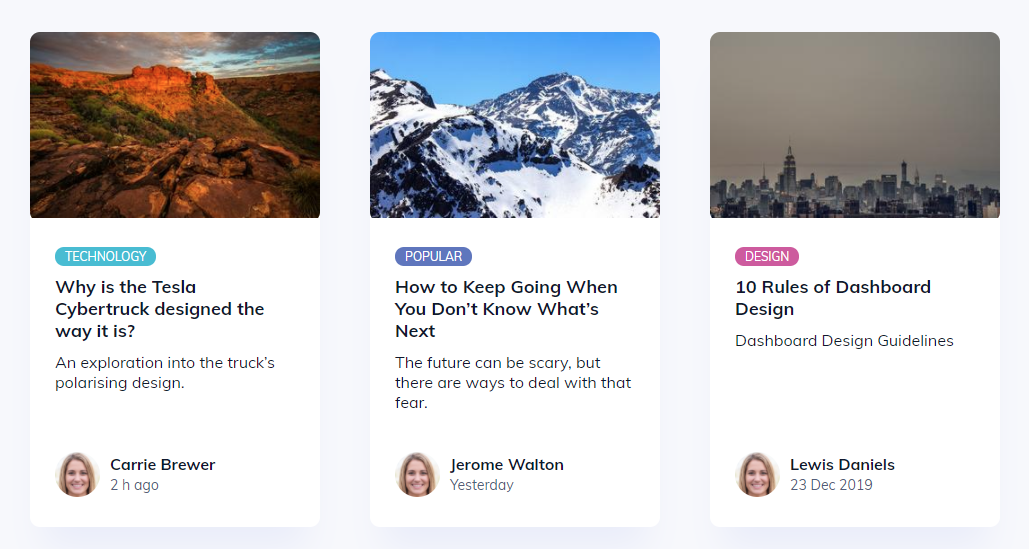 TECHNOLOGY
Why is the Tesla
Cybertruck designed the
way it is?
An exploration into the truck’s
polarising design.
Carrie Brewer
2 h ago
POPULAR
How to Keep Going When
You Don’t Know What’s
Next
The future can be scary, but
there are ways to deal with that
fear.
Jerome Walton
Yesterday
DESIGN
10 Rules of Dashboard
Design
Dashboard Design Guidelines
Lewis Daniels
23 Dec 2019